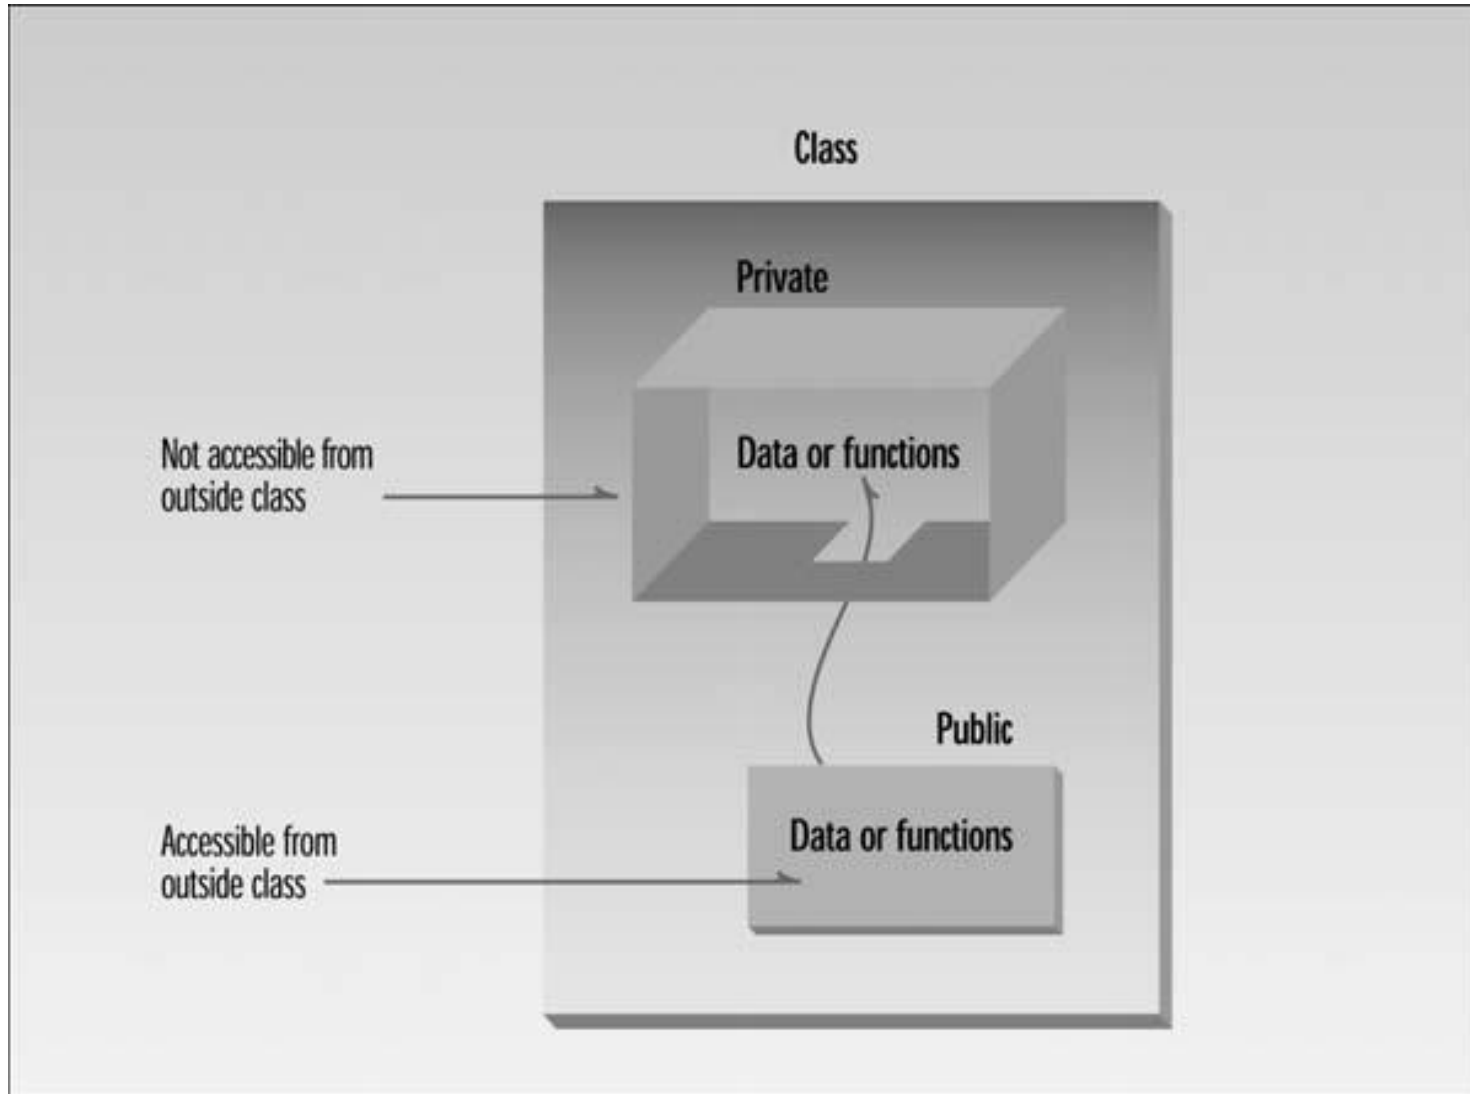 Class
Private
Not accessible from
outside class
Data or functions
Public
Accessible from
outside class
Data or functions